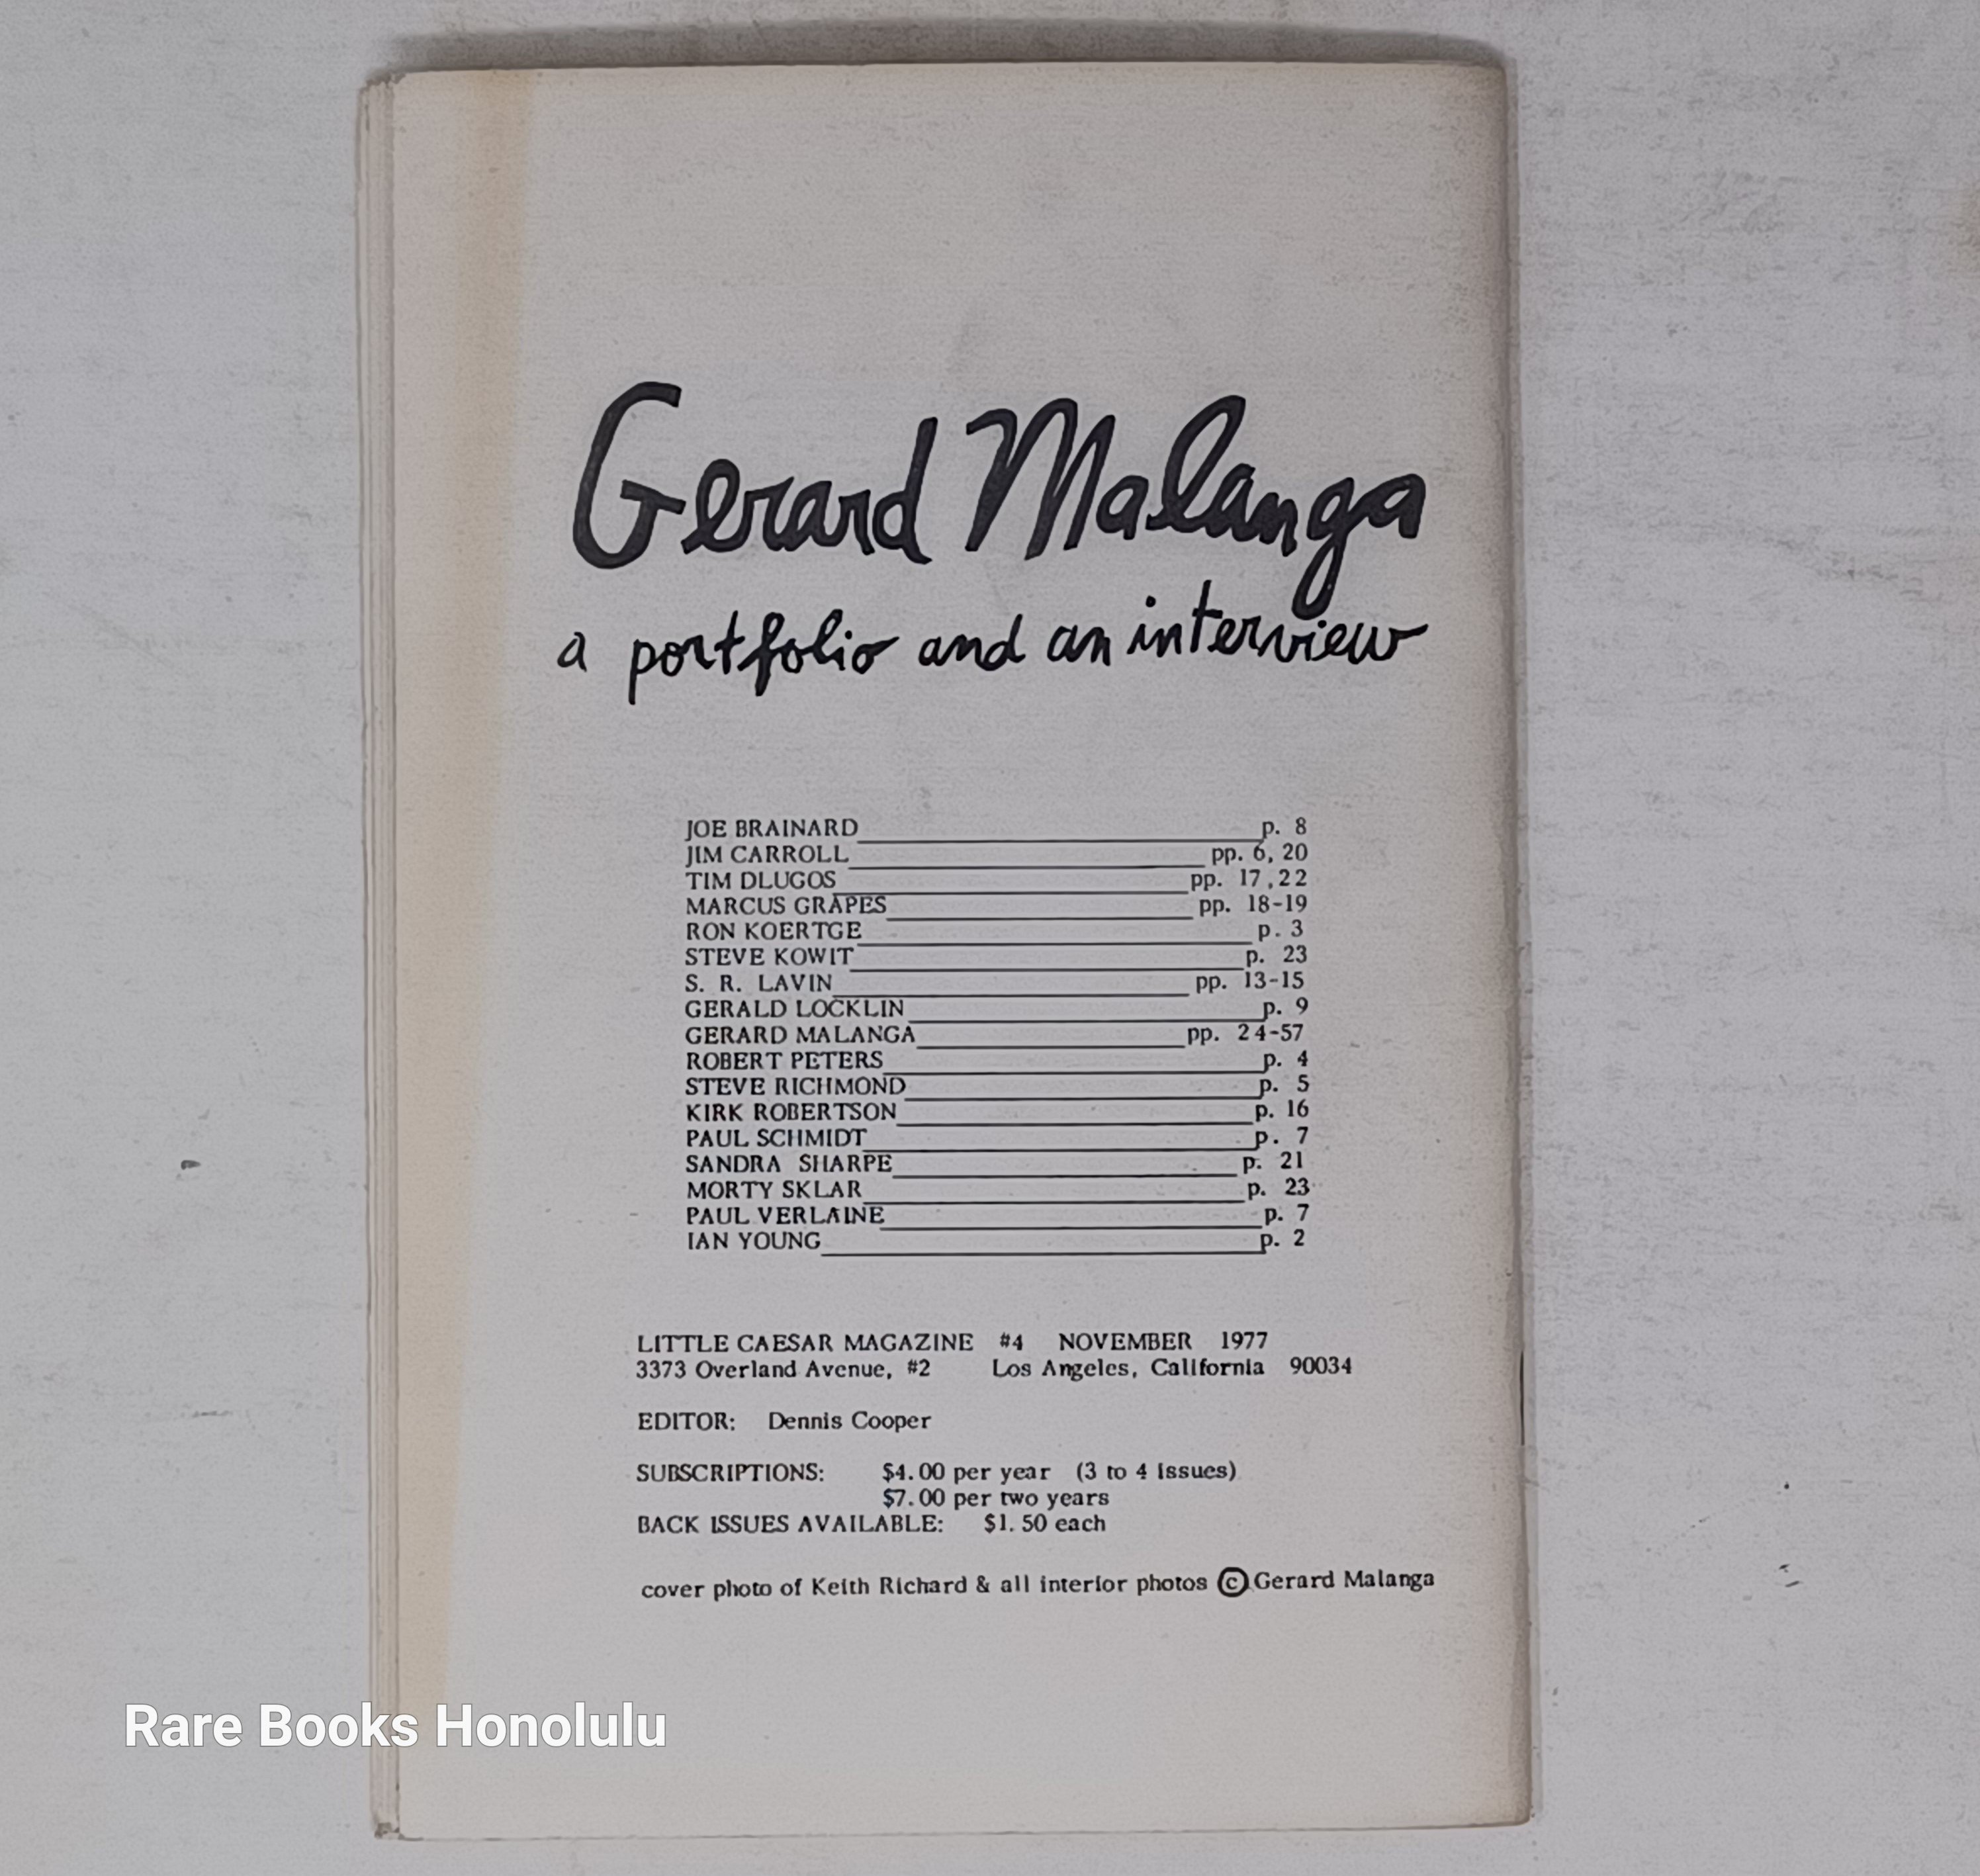 Gerard Malanga
a portfolio and an interview
JOE BRAINARD p. 8
JIM CARROLL pp. 6, 20
TIM DLUGOS pp. 17,22
MARCUS GRAPES pp. 18-19
RON KOERTGE p. 3
STEVE KOWIT p. 23
S. R. LAVIN pp. 13-15
GERALD LOCKLIN p. 9
GERARD MALANGA pp. 24-57
ROBERT PETERS p. 4
STEVE RICHMOND p. 5
KIRK ROBERTSON p. 16
PAUL SCHMIDT p. 7
SANDRA SHARPE p. 21
MORTY SKLAR p. 23
PAUL VERLAINE p. 7
IAN YOUNG p. 2
LITTLE CAESAR MAGAZINE #4 NOVEMBER 1977
3373 Overland Avenue, #2 Los Angeles, California 90034
EDITOR: Dennis Cooper
SUBSCRIPTIONS: $4.00 per year (3 to 4 issues)
$7.00 per two years
BACK ISSUES AVAILABLE: $1.50 each
cover photo of Keith Richard & all interior photos © Gerard Malanga
Rare Books Honolulu